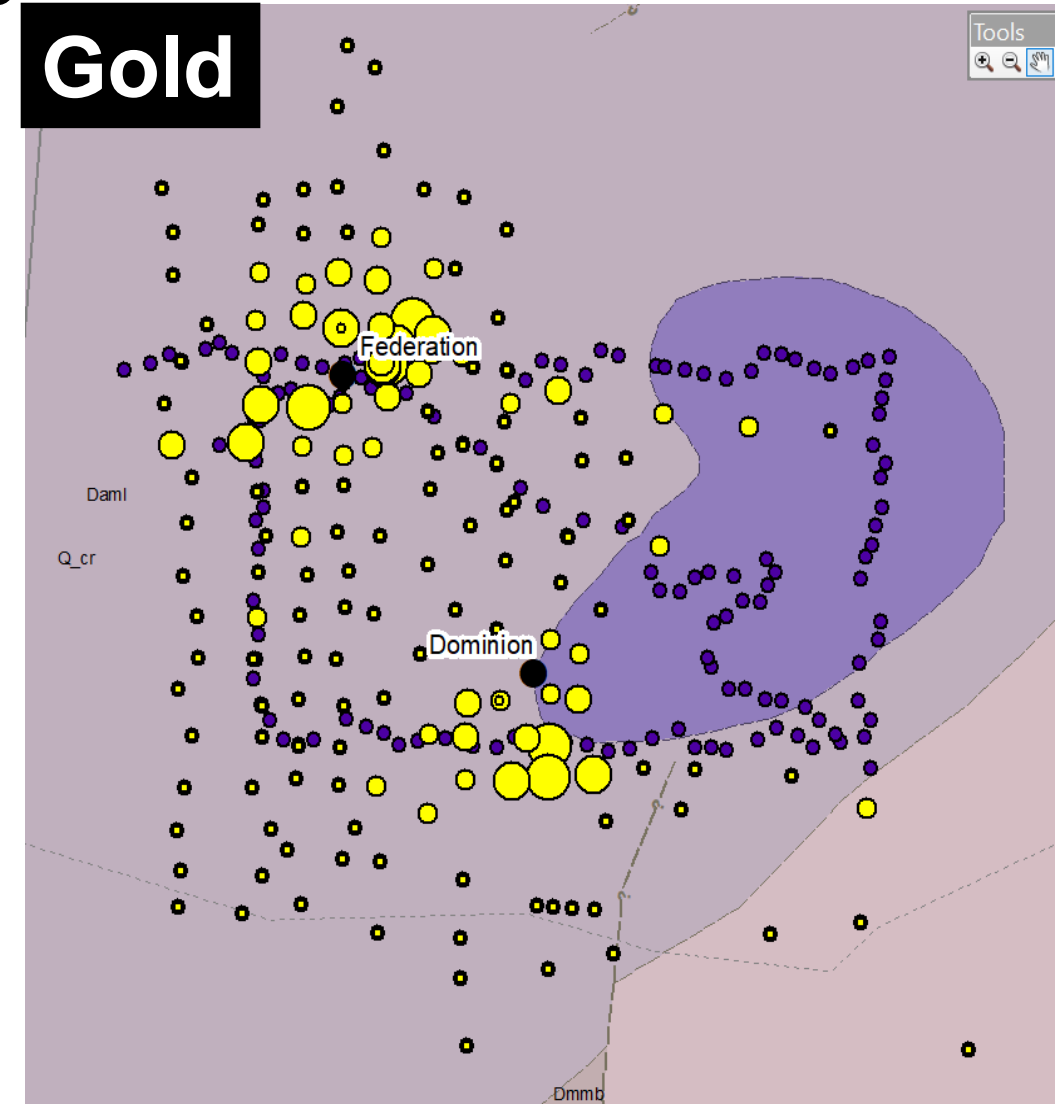 Gold
Tools
Federation
Daml
Q_cr
Dominion
?
?
Dmmb